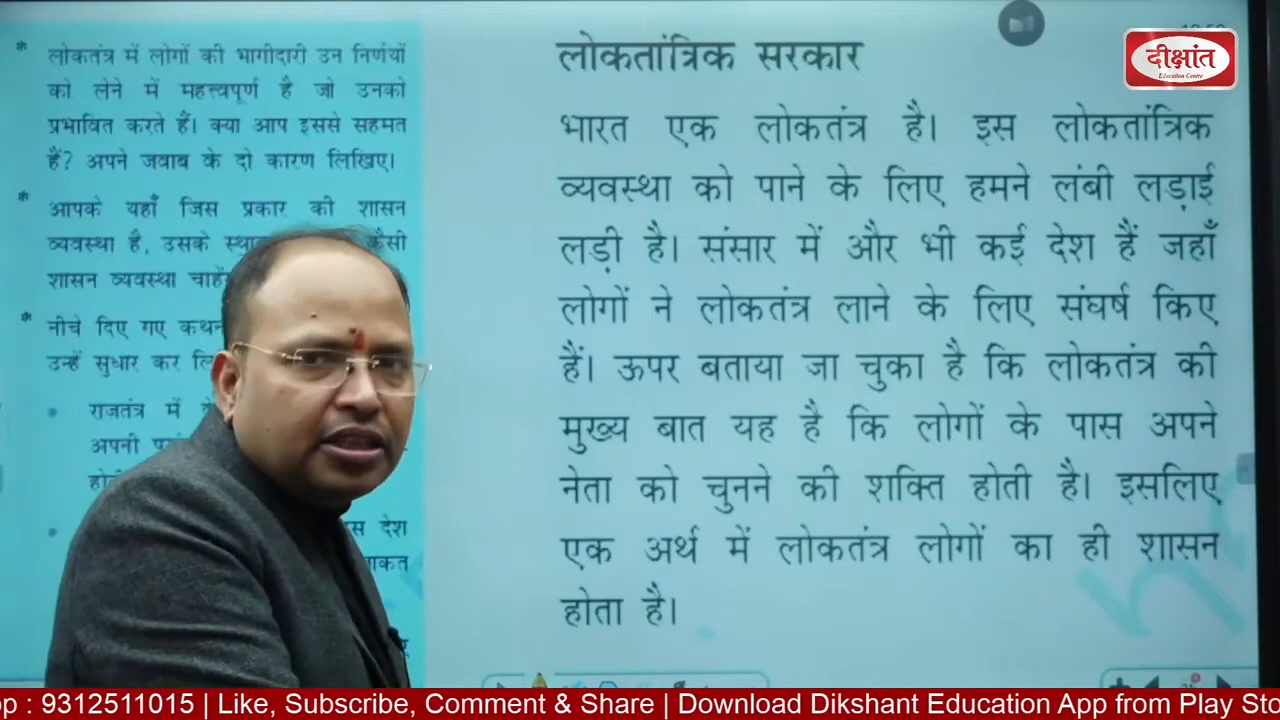 * लोकतंत्र में लोगों की भागीदारी उन निर्णयों
को लेने में महत्त्वपूर्ण है जो उनको
प्रभावित करते हैं। क्या आप इससे सहमत
हैं? अपने जवाब के दो कारण लिखिए।
* आपके यहाँ जिस प्रकार की शासन
व्यवस्था है, उसके कैसी
शासन व्यवस्था
* नीचे दिए गए
उन्हें सुधार कर
• राजतंत्र में
अपनी
देश
लोकतांत्रिक सरकार
भारत एक लोकतंत्र है। इस लोकतांत्रिक
व्यवस्था को पाने के लिए हमने लंबी लड़ाई
लड़ी है। संसार में और भी कई देश हैं जहाँ
लोगों ने लोकतंत्र लाने के लिए संघर्ष किए
हैं। ऊपर बताया जा चुका है कि लोकतंत्र की
मुख्य बात यह है कि लोगों के पास अपने
नेता को चुनने की शक्ति होती है। इसलिए
एक अर्थ में लोकतंत्र लोगों का ही शासन
होता है।
दीक्षांत
Education Centre
: 9312511015 | Like, Subscribe, Comment & Share | Download Dikshant Education App from Play